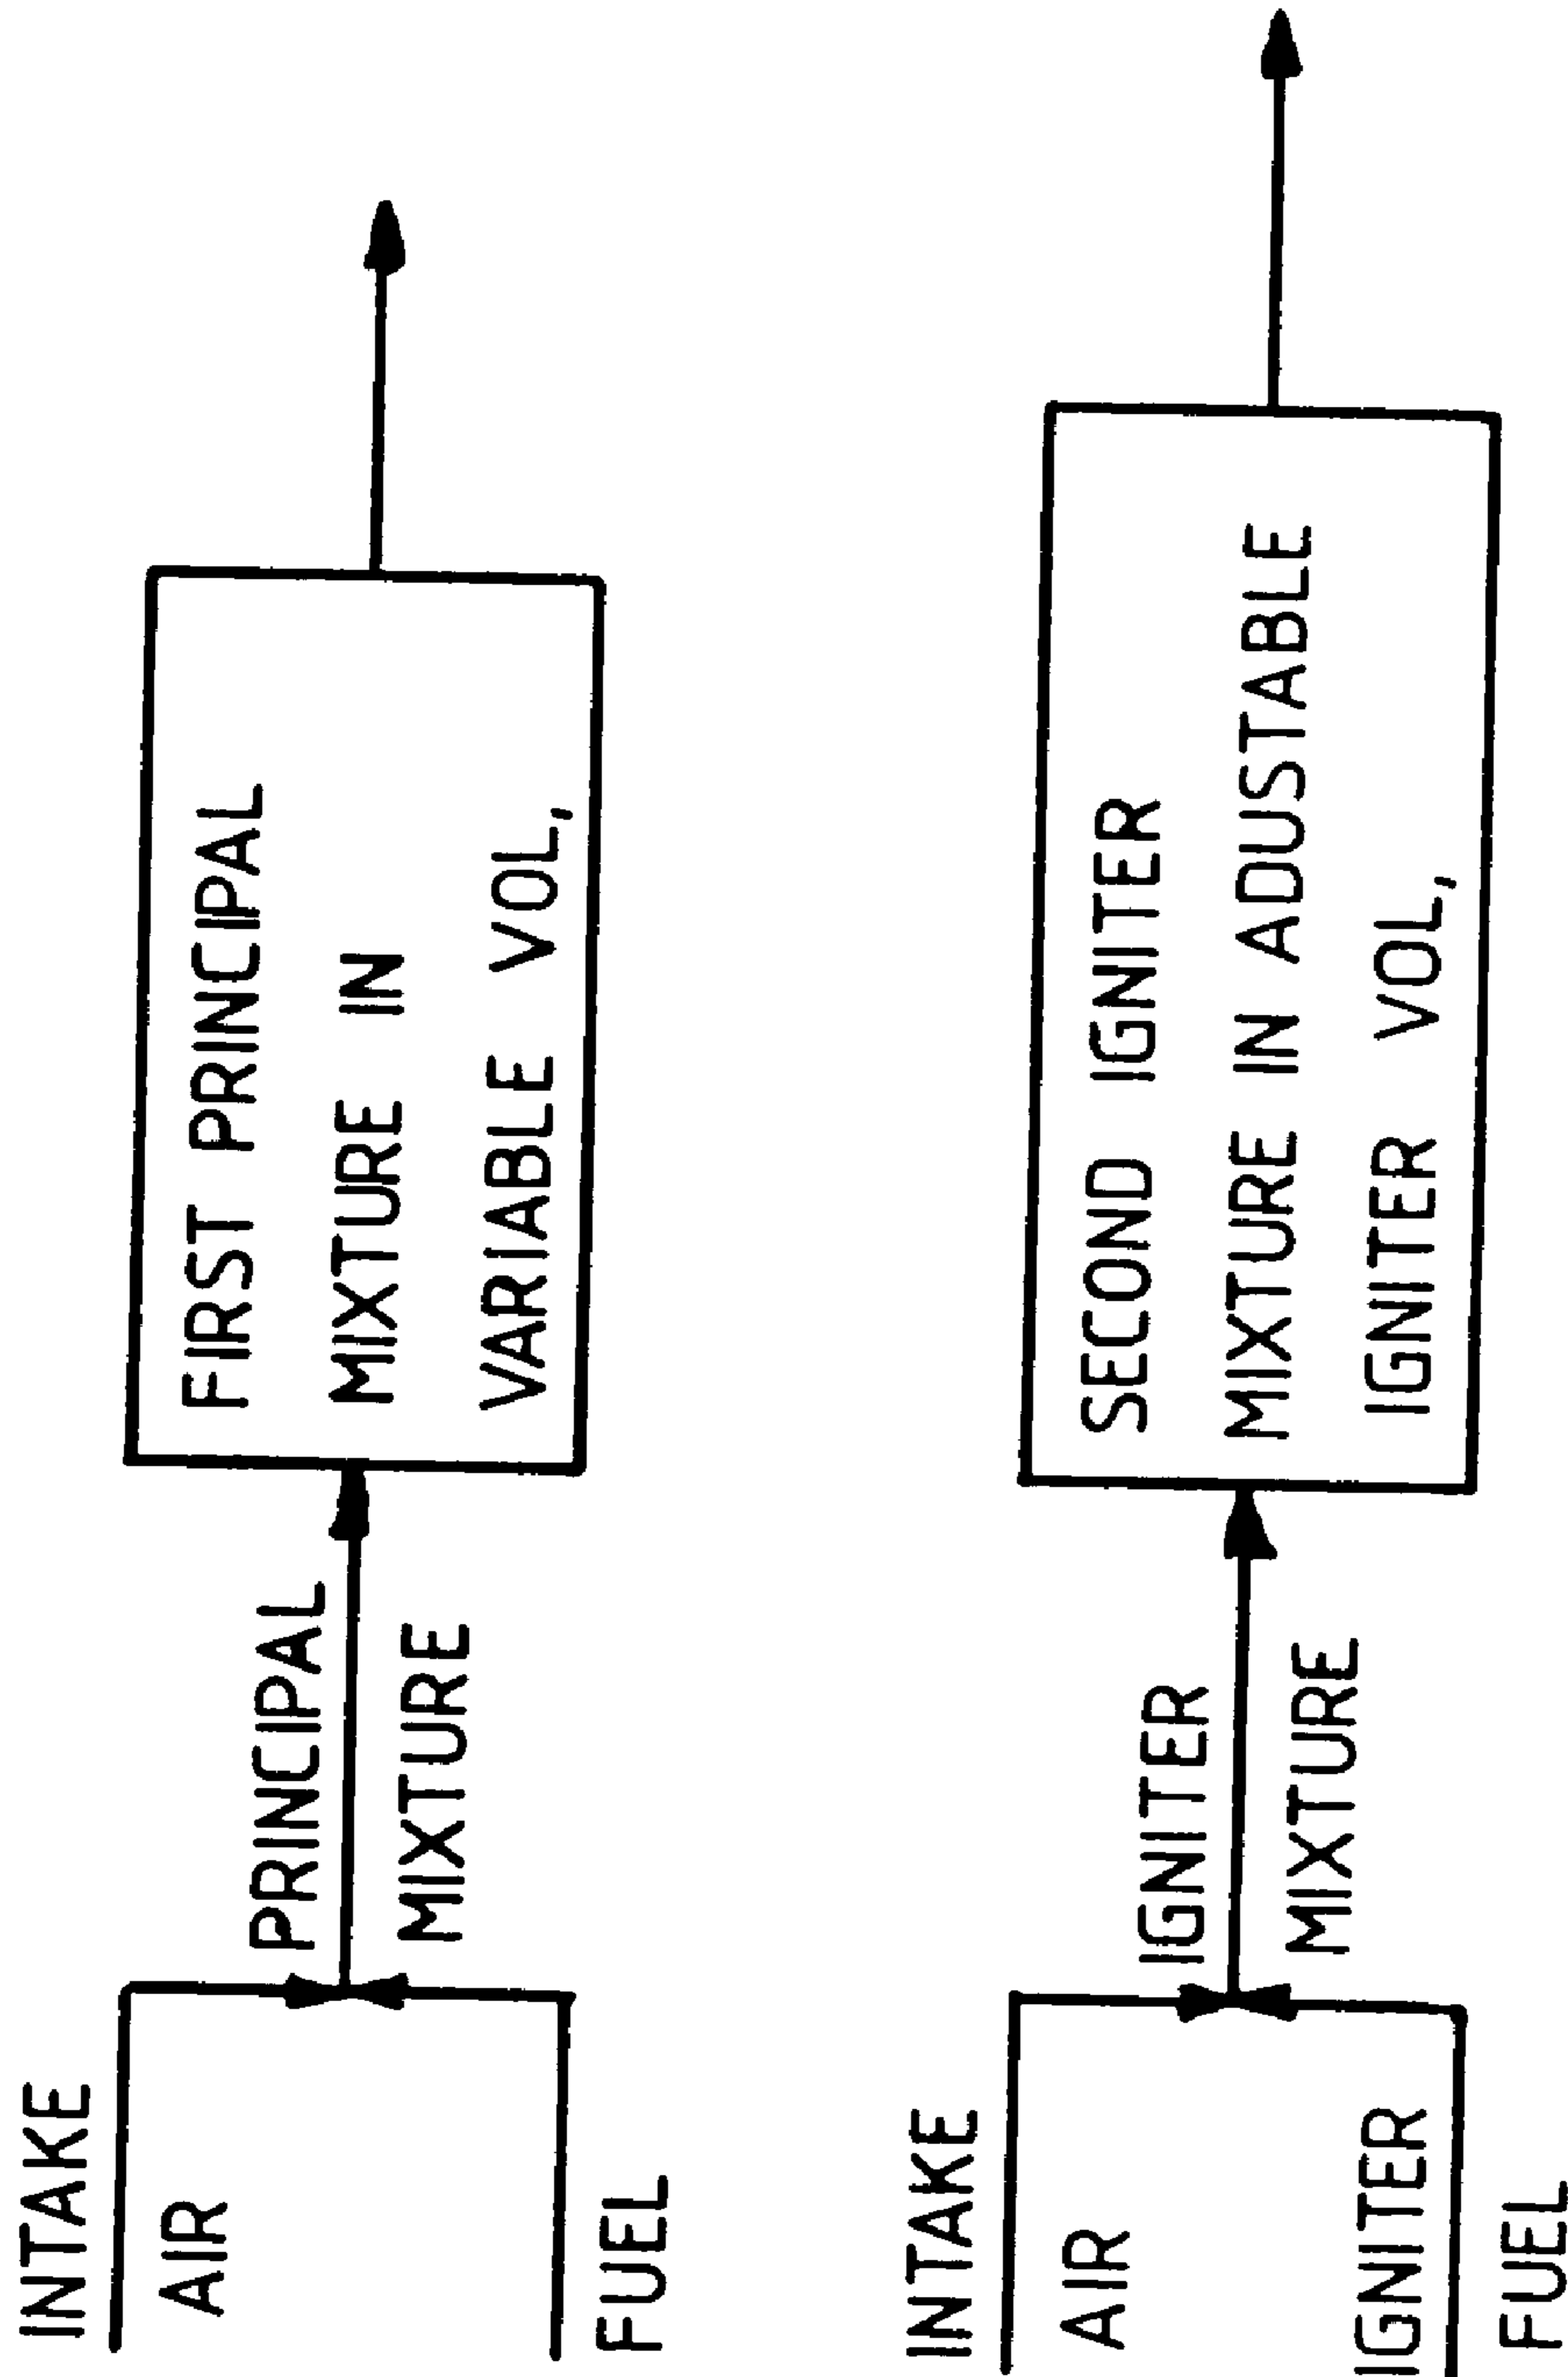 INTAKE
AIR
FUEL
PRINCIPAL
MIXTURE
FIRST PRINCIPAL
MIXTURE IN
VARIABLE VOL,
INTAKE
AIR
IGNITER
FUEL
IGNITER
MIXTURE
SECOND IGNITER
MIXTURE IN ADUSTABLE
IGNITER VOL,